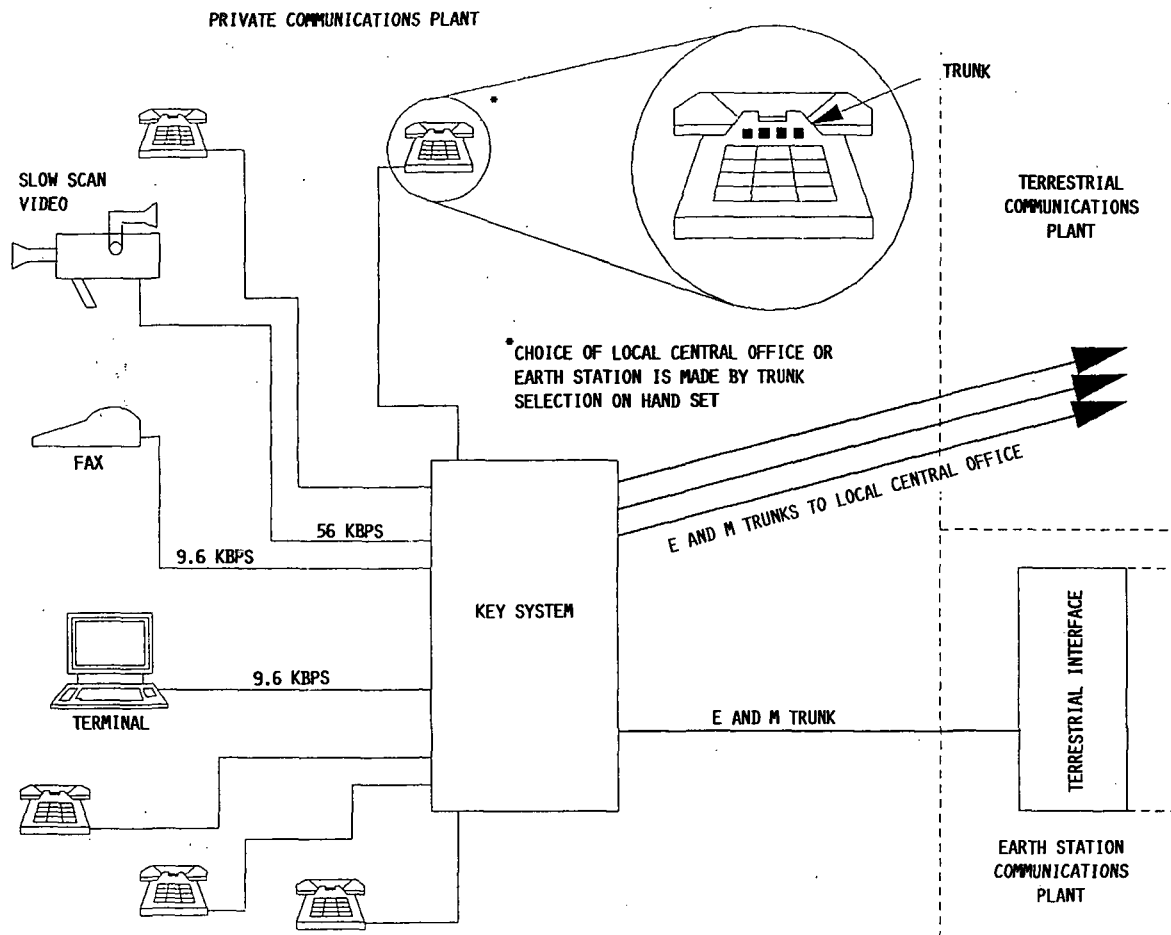 PRIVATE COMMUNICATIONS PLANT
*
TRUNK
SLOW SCAN
VIDEO
TERRESTRIAL
COMMUNICATIONS
PLANT
*CHOICE OF LOCAL CENTRAL OFFICE OR
EARTH STATION IS MADE BY TRUNK
SELECTION ON HAND SET
FAX
E AND M TRUNKS TO LOCAL CENTRAL OFFICE
56 KBPS
9.6 KBPS
KEY SYSTEM
TERRESTRIAL INTERFACE
9.6 KBPS
TERMINAL
E AND M TRUNK
EARTH STATION
COMMUNICATIONS
PLANT